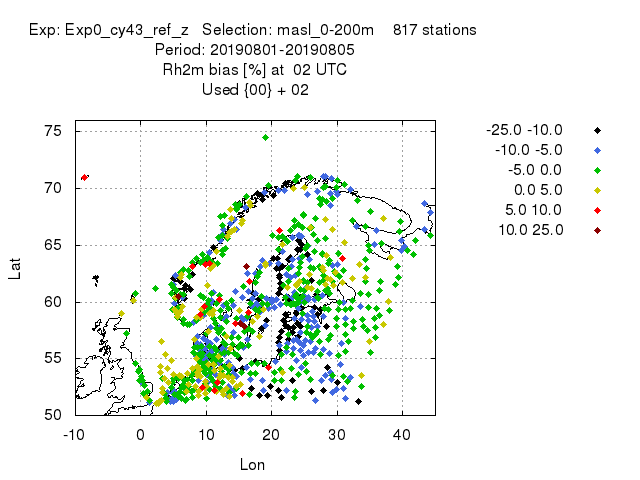 Exp: Exp0_cy43_ref_z   Selection: masl_0-200m    817 stations
Period: 20190801-20190805
Rh2m bias [%] at  02 UTC
Used {00} + 02
75
70
65
60
55
50
-10 0 10 20 30 40
Lat
Lon
-25.0 -10.0
-10.0 -5.0
-5.0 0.0
0.0 5.0
5.0 10.0
10.0 25.0